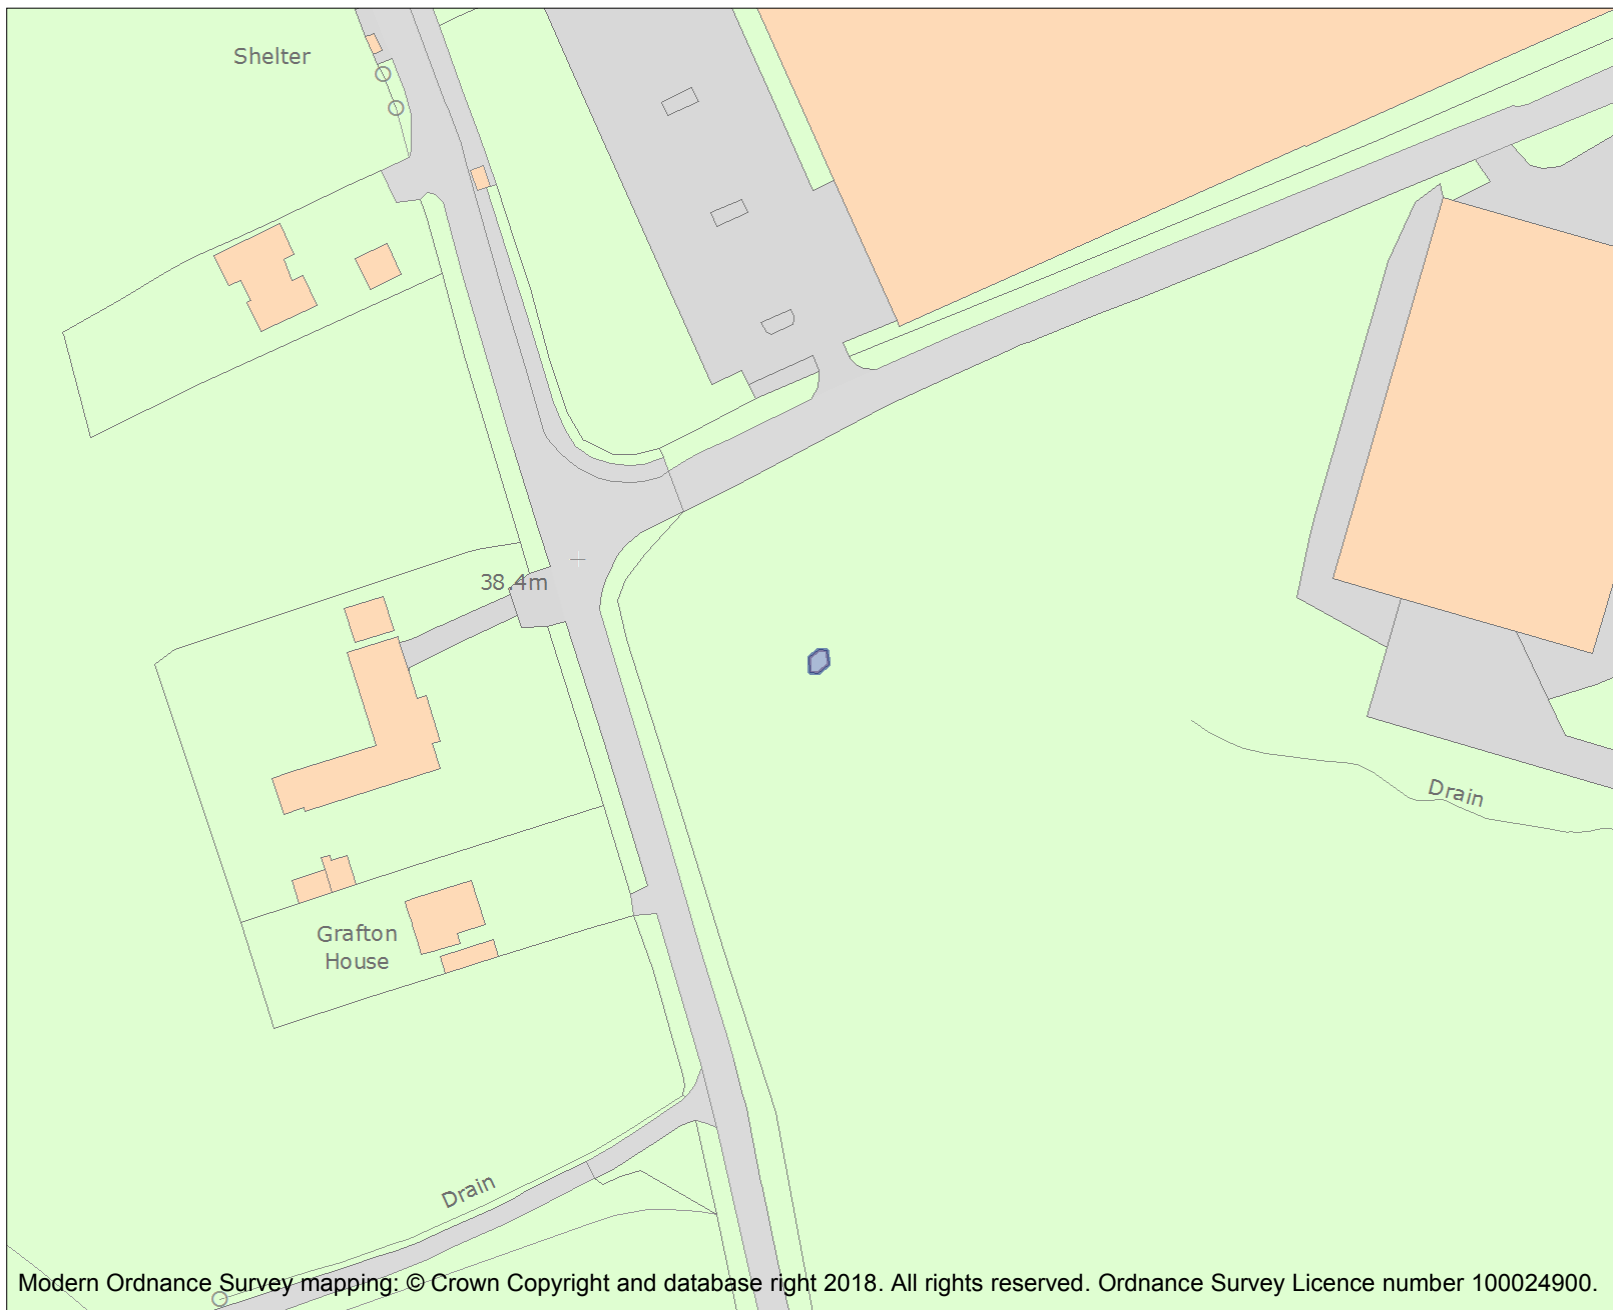 Shelter
38.4m
Drain
Grafton
House
Drain
Modern Ordnance Survey mapping: © Crown Copyright and database right 2018. All rights reserved. Ordnance Survey Licence number 100024900.